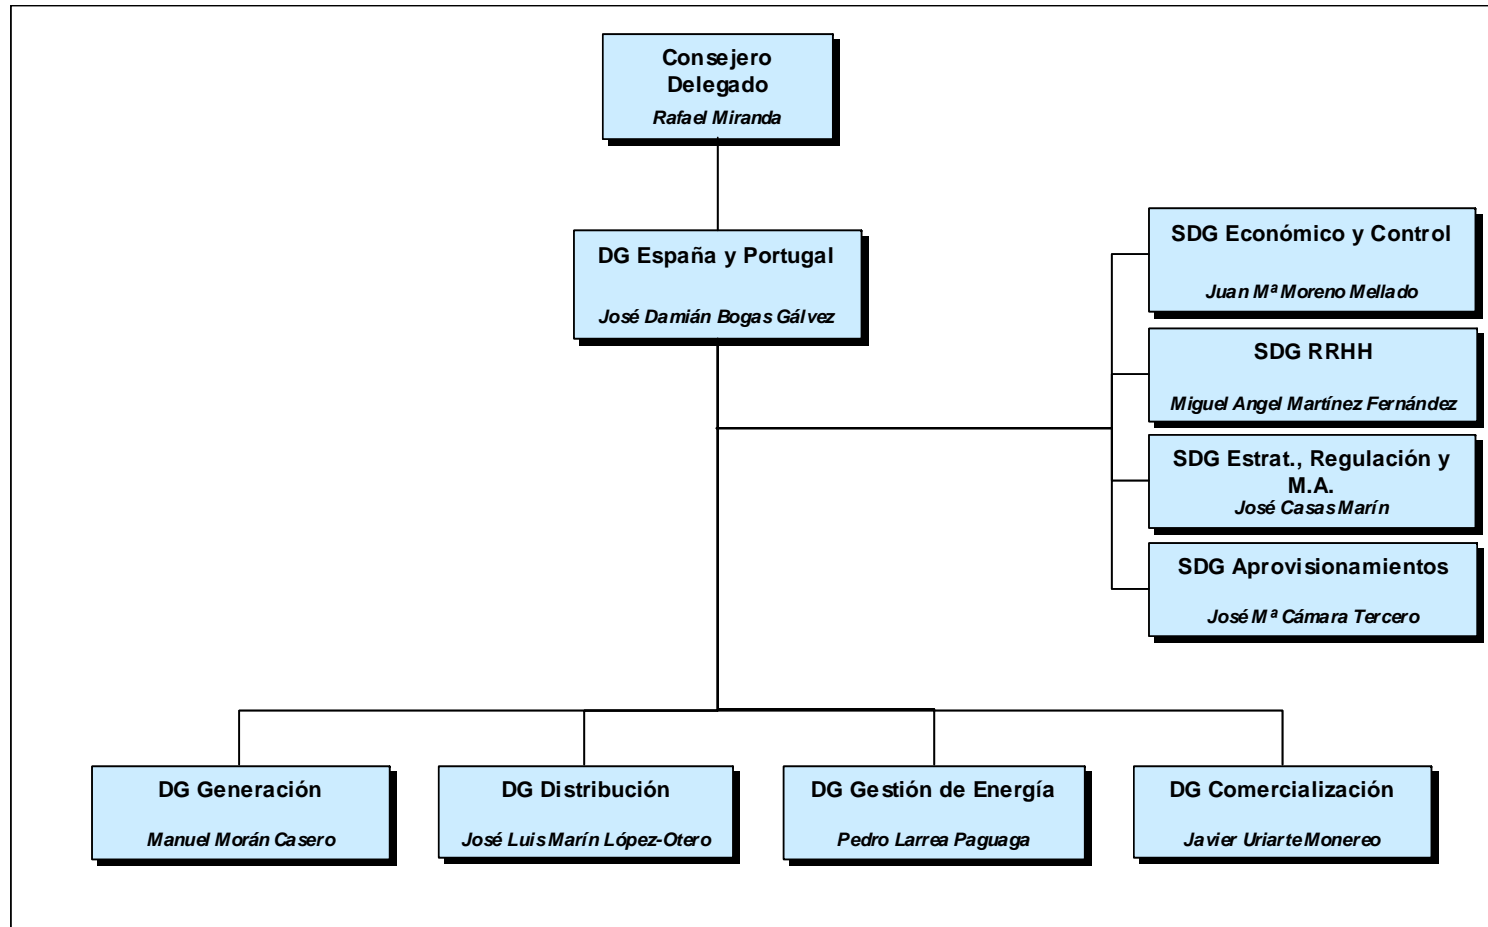 Consejero
Delegado
Rafael Miranda
DG España y Portugal
José Damián Bogas Gálvez
SDG Económico y Control
Juan Mª Moreno Mellado
SDG RRHH
Miguel Angel Martínez Fernández
SDG Estrat., Regulación y
M.A.
José Casas Marín
SDG Aprovisionamientos
José Mª Cámara Tercero
DG Generación
Manuel Morán Casero
DG Distribución
José Luis Marín López-Otero
DG Gestión de Energía
Pedro Larrea Paguaga
DG Comercialización
Javier Uriarte Monereo